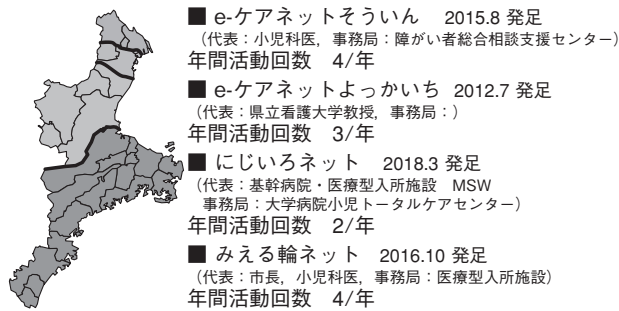 ■ e-ケアネットそういん 2015.8 発足
（代表：小児科医，事務局：障がい者総合相談支援センター）
年間活動回数 4/年
■ e-ケアネットよっかいち 2012.7 発足
（代表：県立看護大学教授，事務局：）
年間活動回数 3/年
■ にじいろネット 2018.3 発足
（代表：基幹病院・医療型入所施設 MSW
事務局：大学病院小児トータルケアセンター）
年間活動回数 2/年
■ みえる輪ネット 2016.10 発足
（代表：市長，小児科医，事務局：医療型入所施設）
年間活動回数 4/年